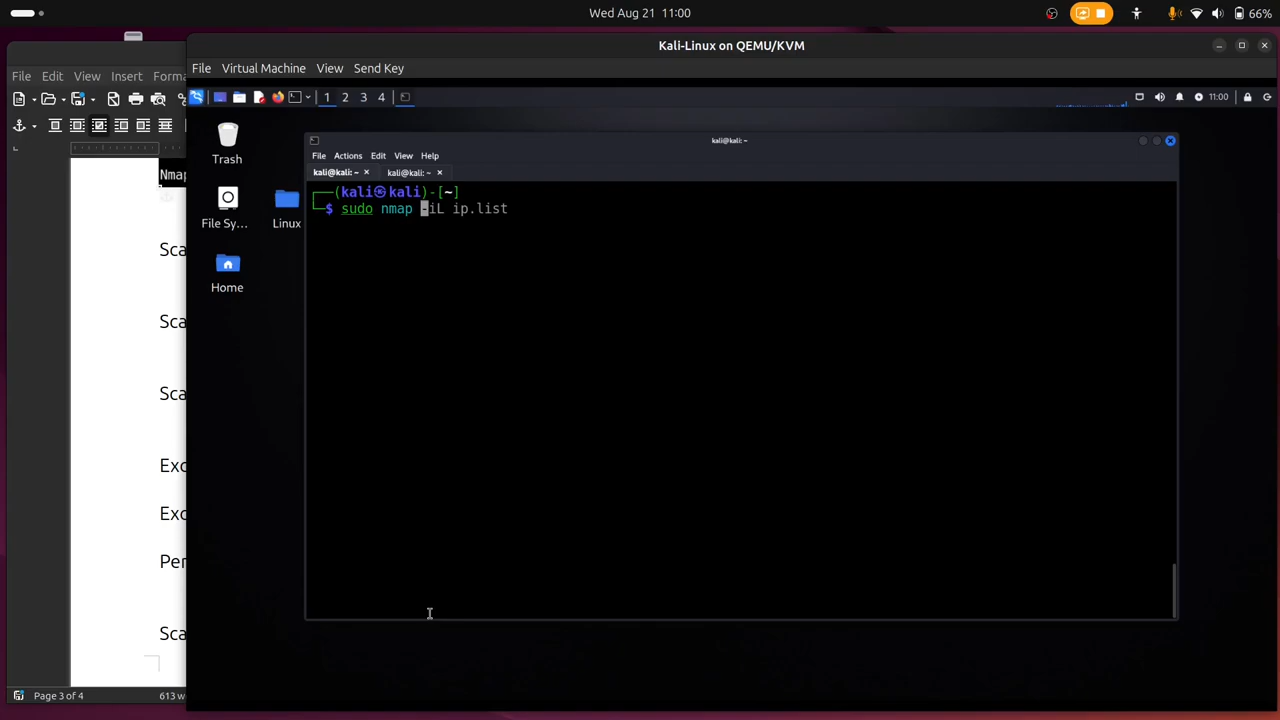 Wed Aug 21 11:00
66%
Kali-Linux on QEMU/KVM
File Edit View Insert Forma
File Virtual Machine View Send Key
1 2 3 4
11:00
Trash
File Sy...
Linux
Home
kali@kali: ~
File Actions Edit View Help
kali@kali: ~ × kali@kali: ~ ×
┌──(kali㉿kali)-[~]
└─$ sudo nmap -iL ip.list
Nmap
Sca
Sca
Sca
Exc
Exc
Per
Sca
Page 3 of 4
613 w